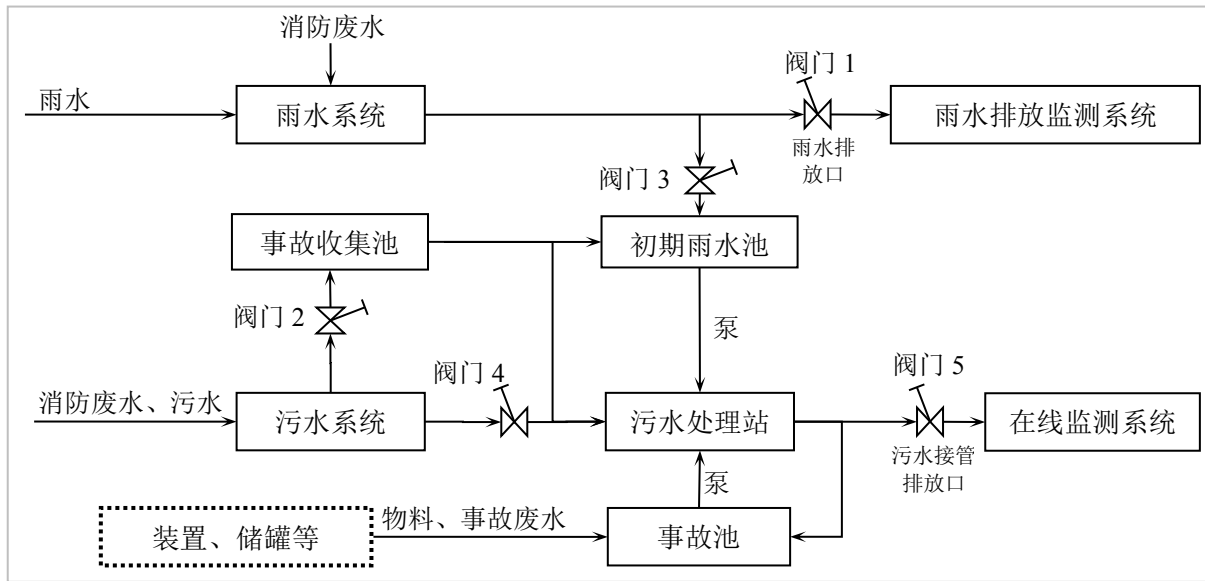 消防废水
阀门 1
雨水
雨水系统
雨水排放监测系统
雨水排
放口
阀门 3
事故收集池
初期雨水池
阀门 2
泵
阀门 4
阀门 5
消防废水、污水
污水系统
污水处理站
在线监测系统
污水接管
排放口
泵
物料、事故废水
装置、储罐等
事故池